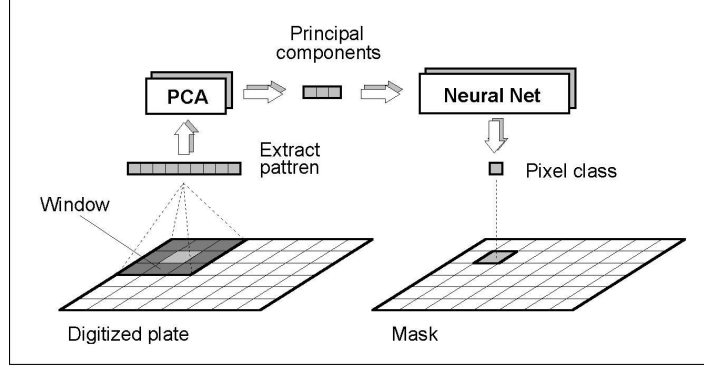 Principal
components
PCA
Neural Net
Extract
pattren
Pixel class
Window
Digitized plate
Mask